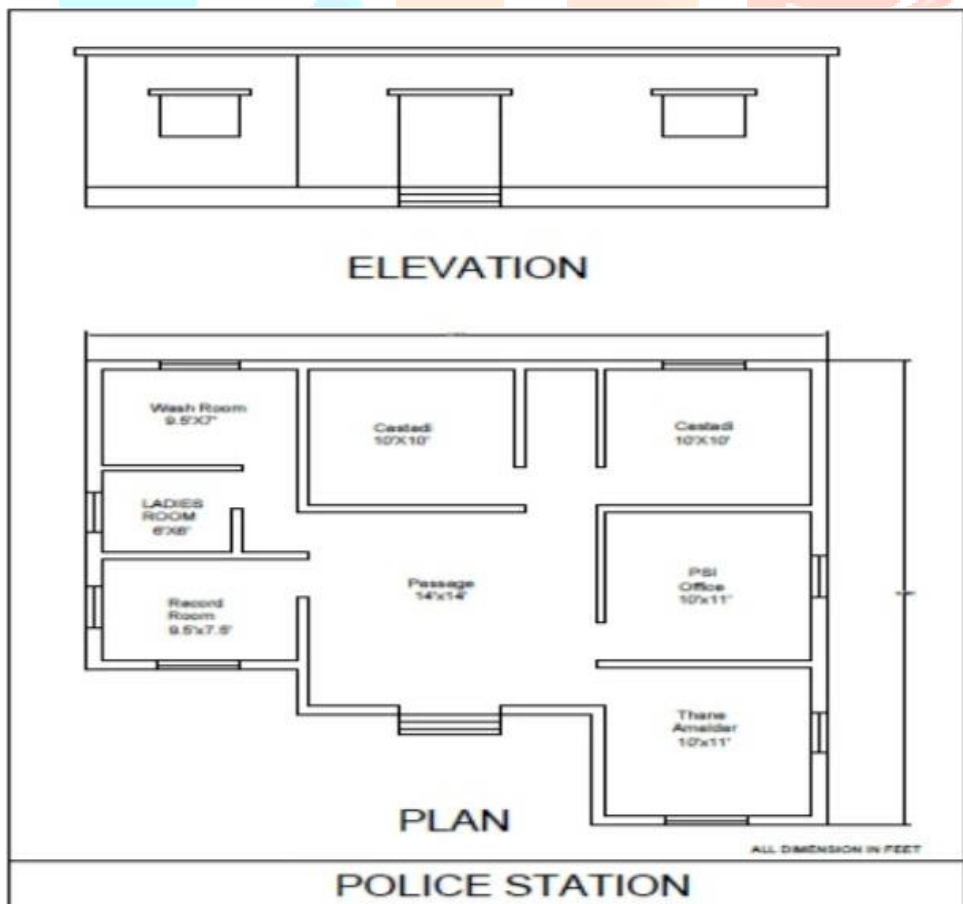 ELEVATION
Wash Room
9.5'X7'
Castadi
10'X10'
Castadi
10'X10'
LADIES
ROOM
6'X6'
Passage
14'x14'
PSI
Office
10'x11'
Record
Room
9.5'x7.5'
Thane
Amelder
10'x11'
PLAN
ALL DIMENSION IN FEET
POLICE STATION